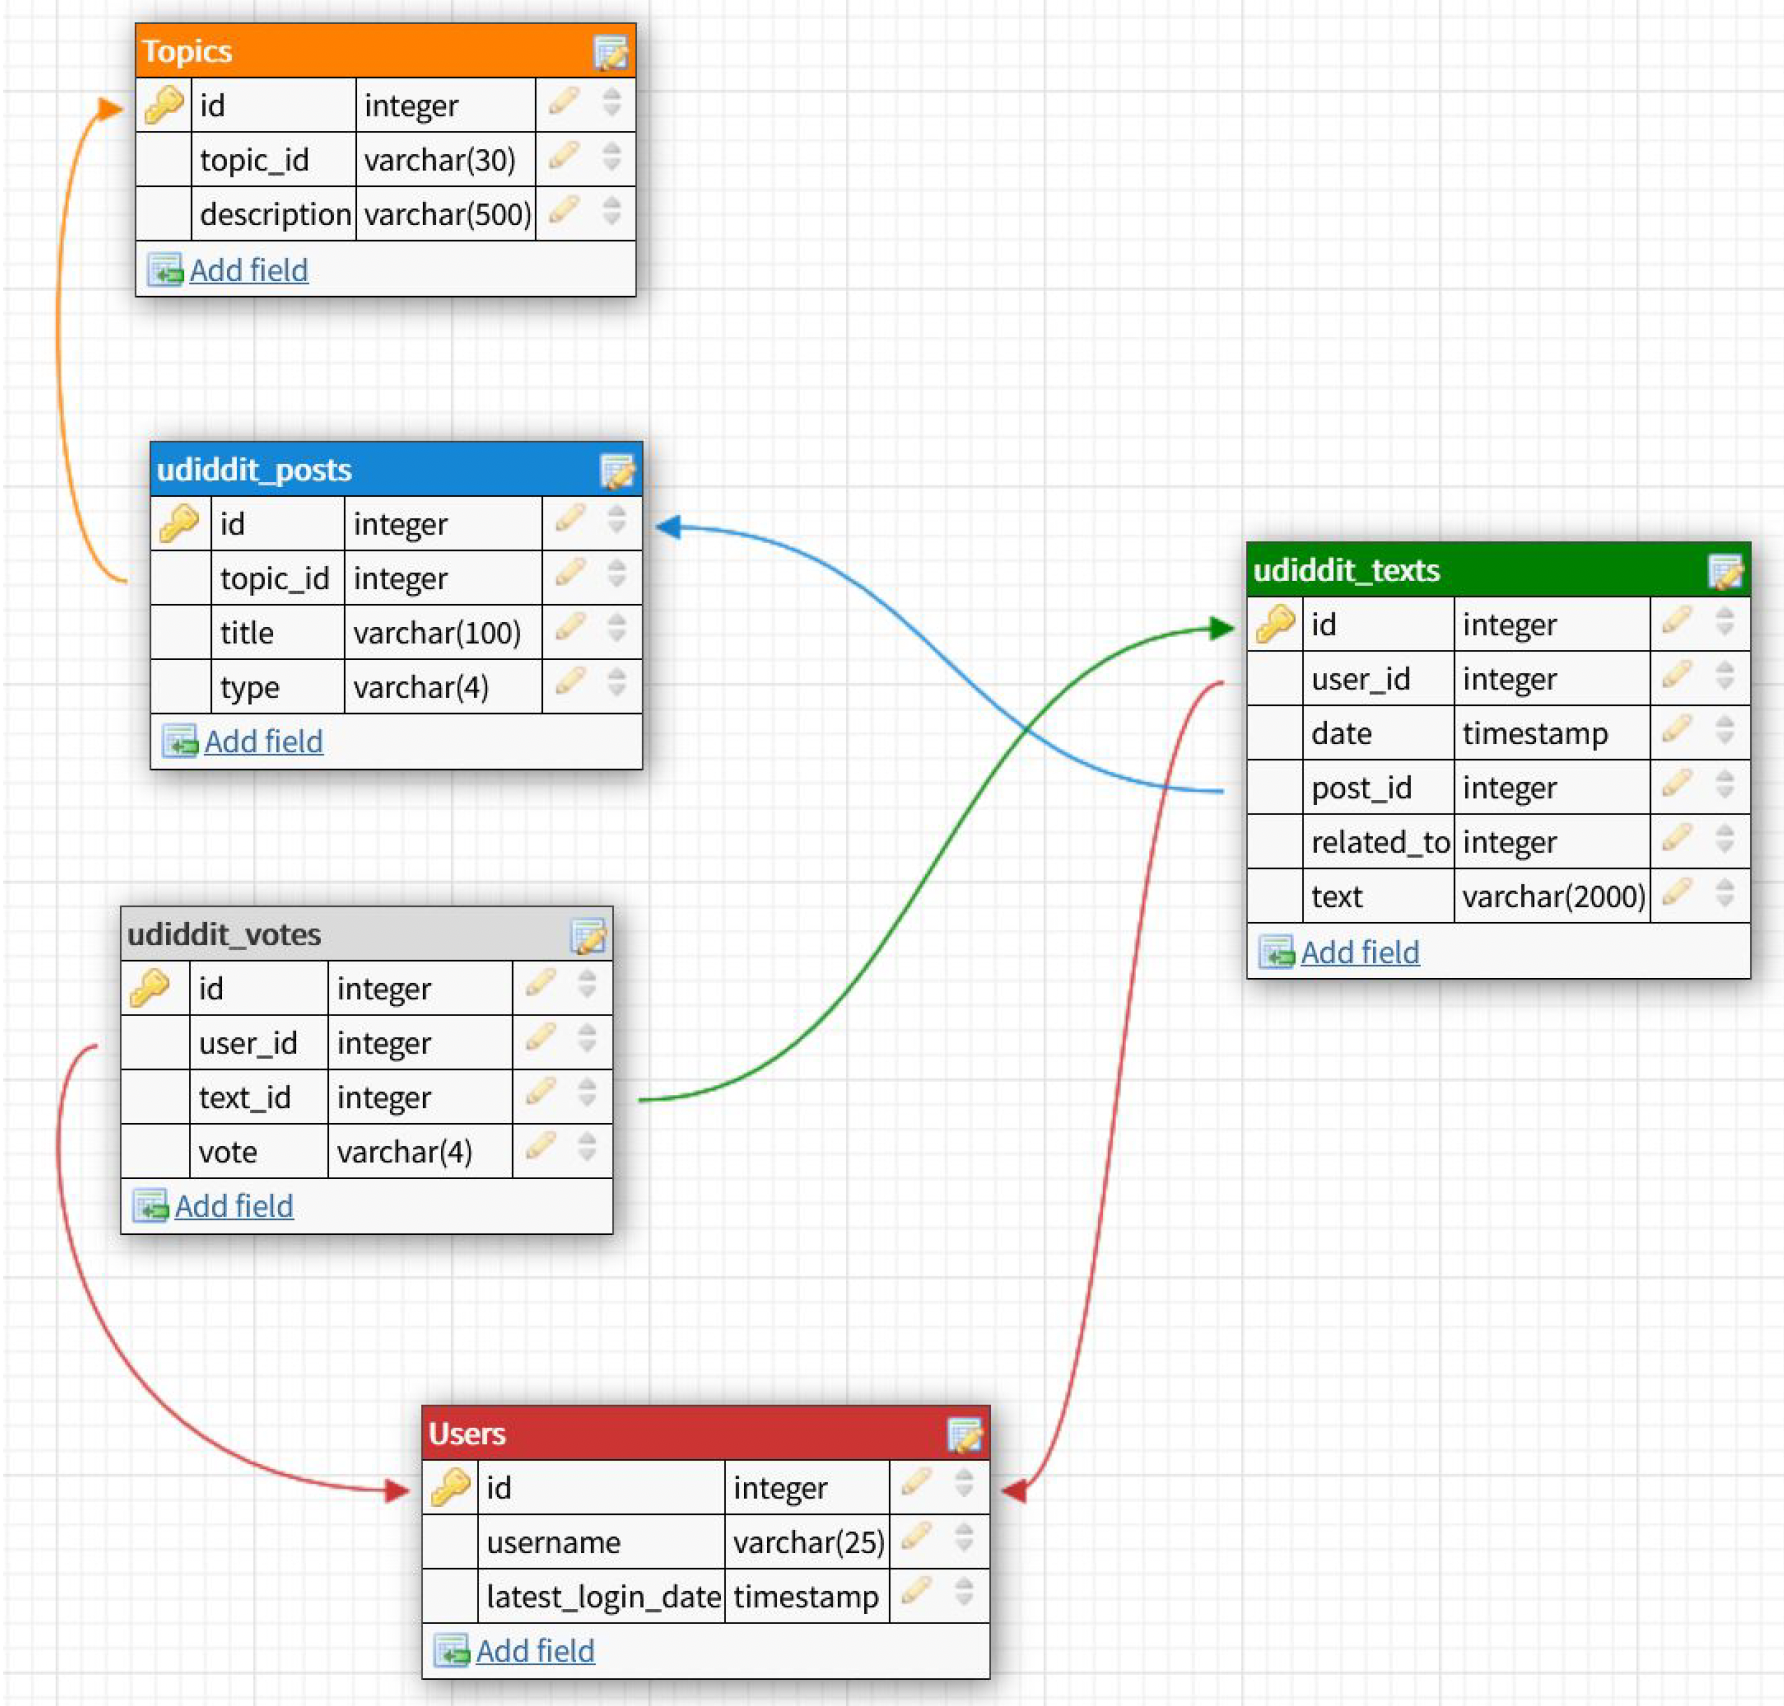 Topics
id integer
topic_id varchar(30)
description varchar(500)
Add field
udiddit_posts
id integer
topic_id integer
title varchar(100)
type varchar(4)
Add field
udiddit_texts
id integer
user_id integer
date timestamp
post_id integer
related_to integer
text varchar(2000)
Add field
udiddit_votes
id integer
user_id integer
text_id integer
vote varchar(4)
Add field
Users
id integer
username varchar(25)
latest_login_date timestamp
Add field